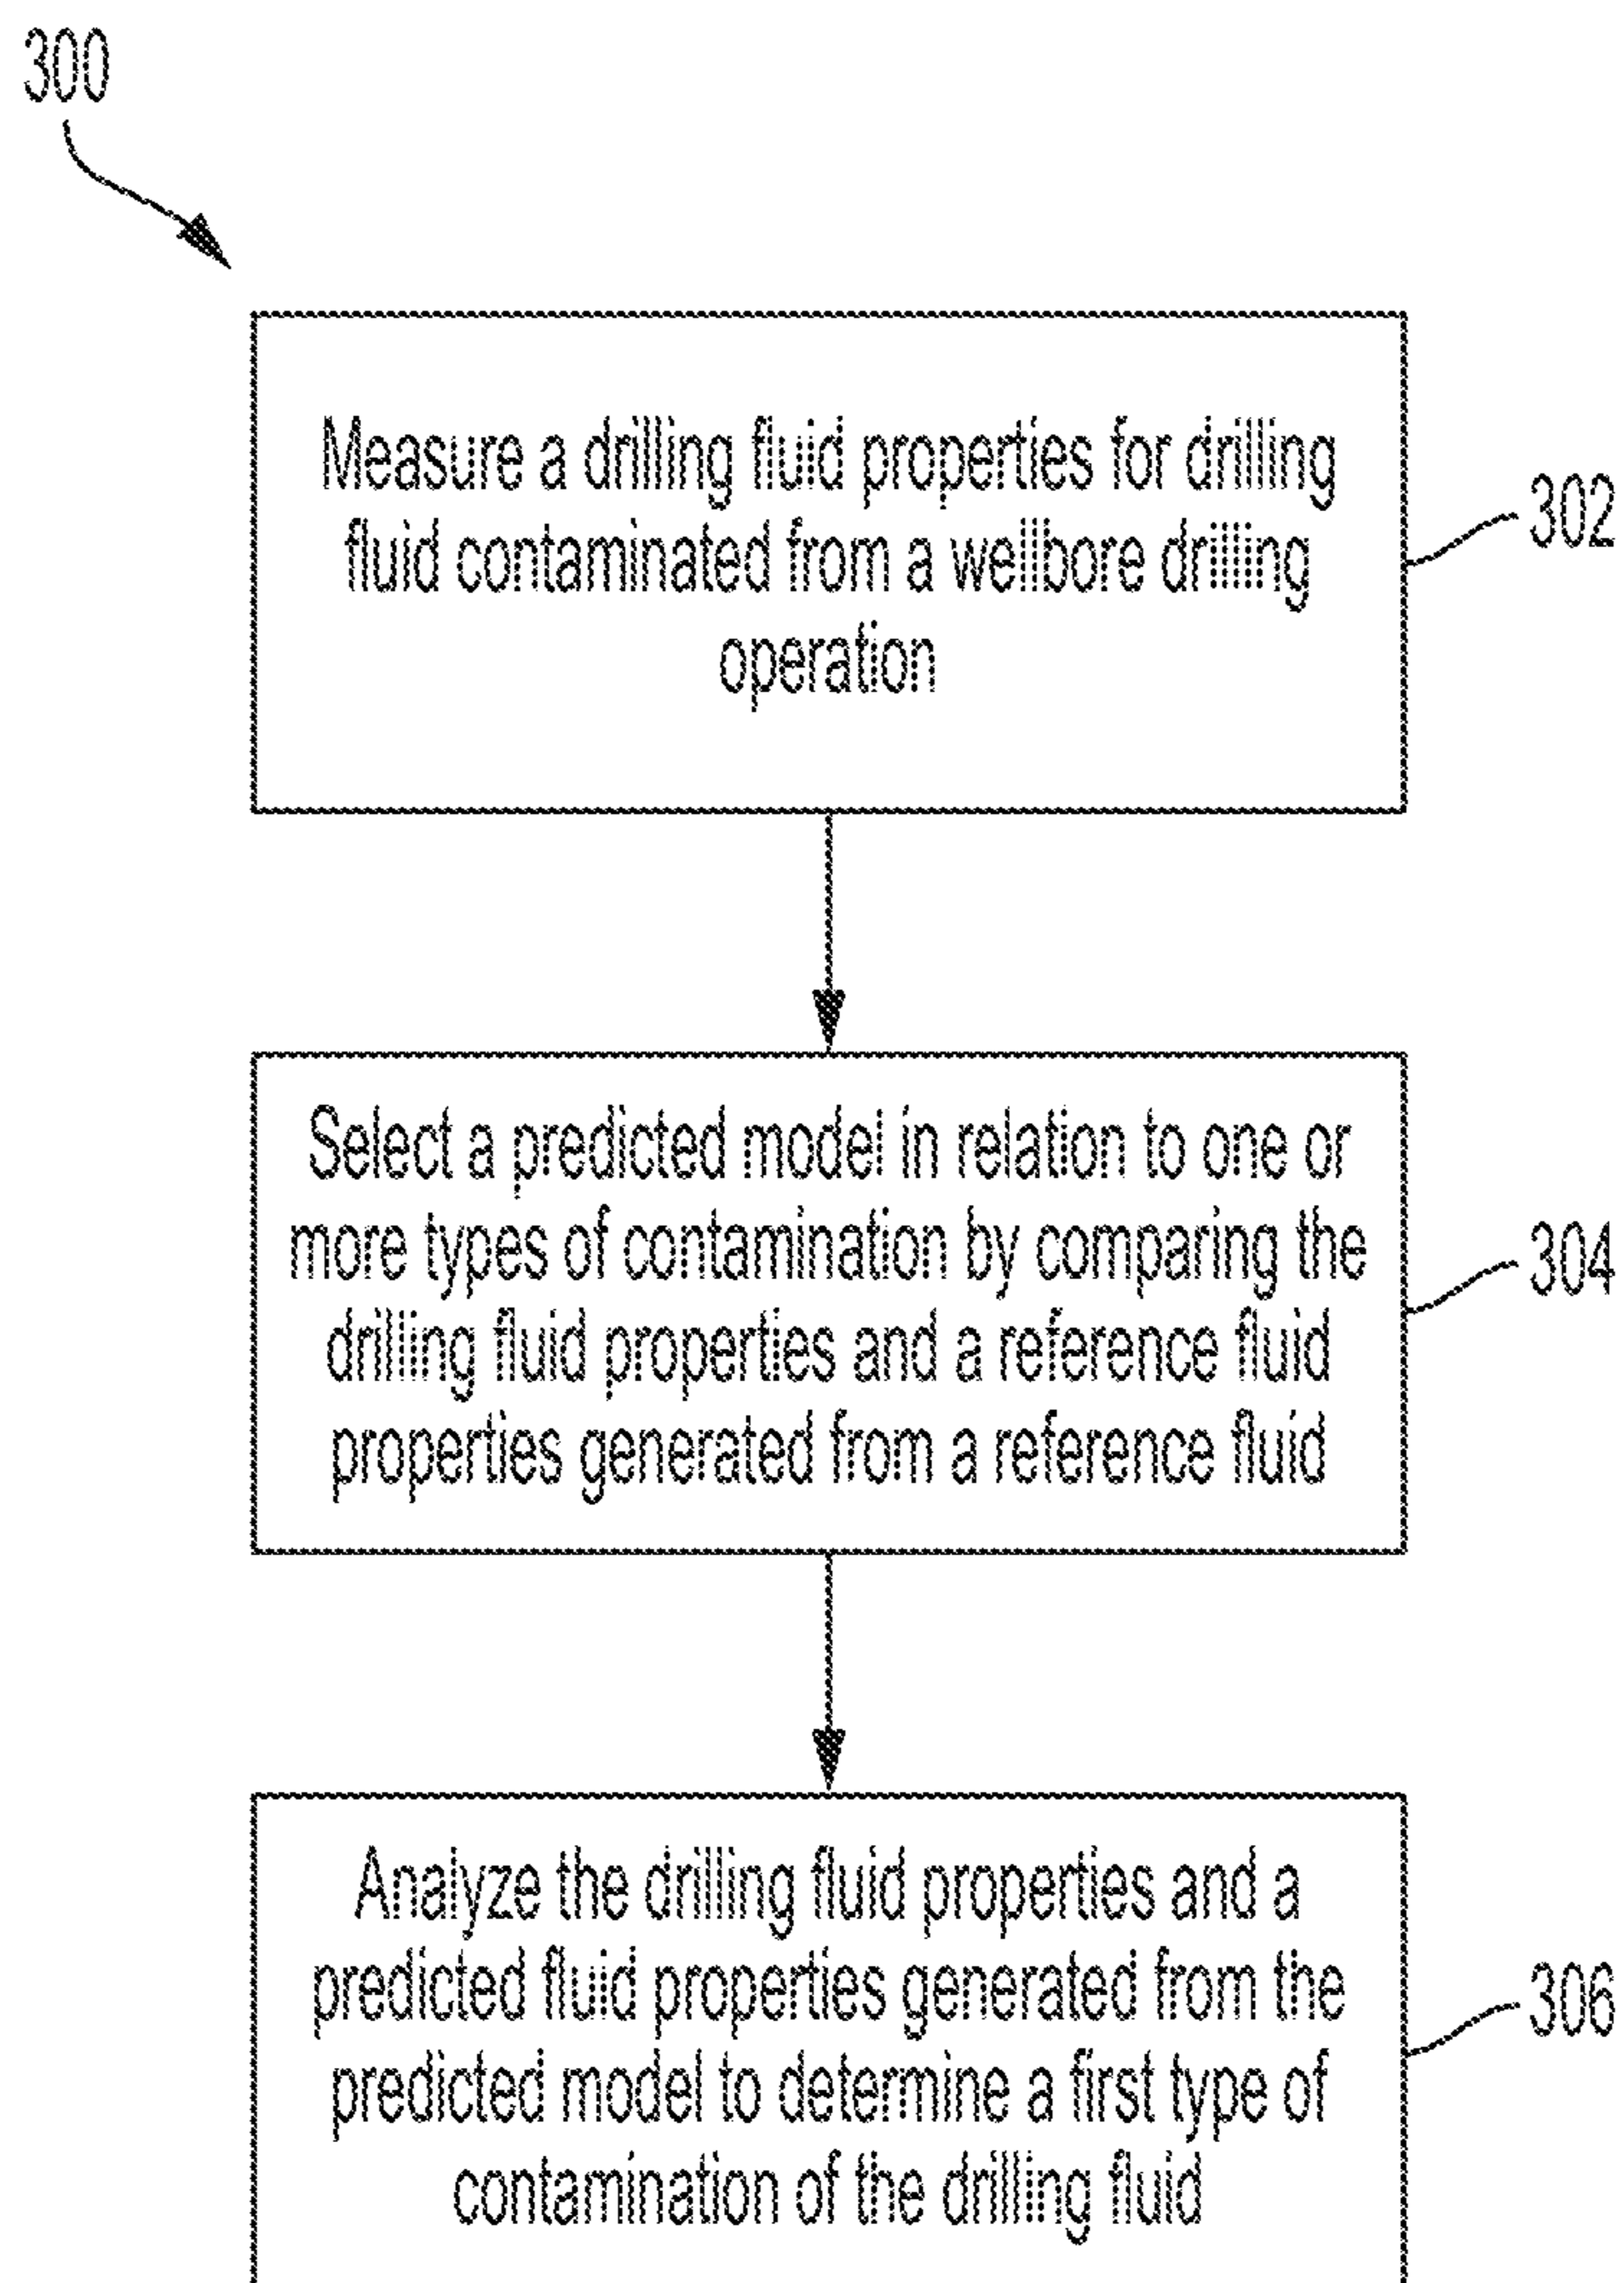 300
Measure a drilling fluid properties for drilling
fluid contaminated from a wellbore drilling
operation
302
Select a predicted model in relation to one or
more types of contamination by comparing the
drilling fluid properties and a reference fluid
properties generated from a reference fluid
304
Analyze the drilling fluid properties and a
predicted fluid properties generated from the
predicted model to determine a first type of
contamination of the drilling fluid
306